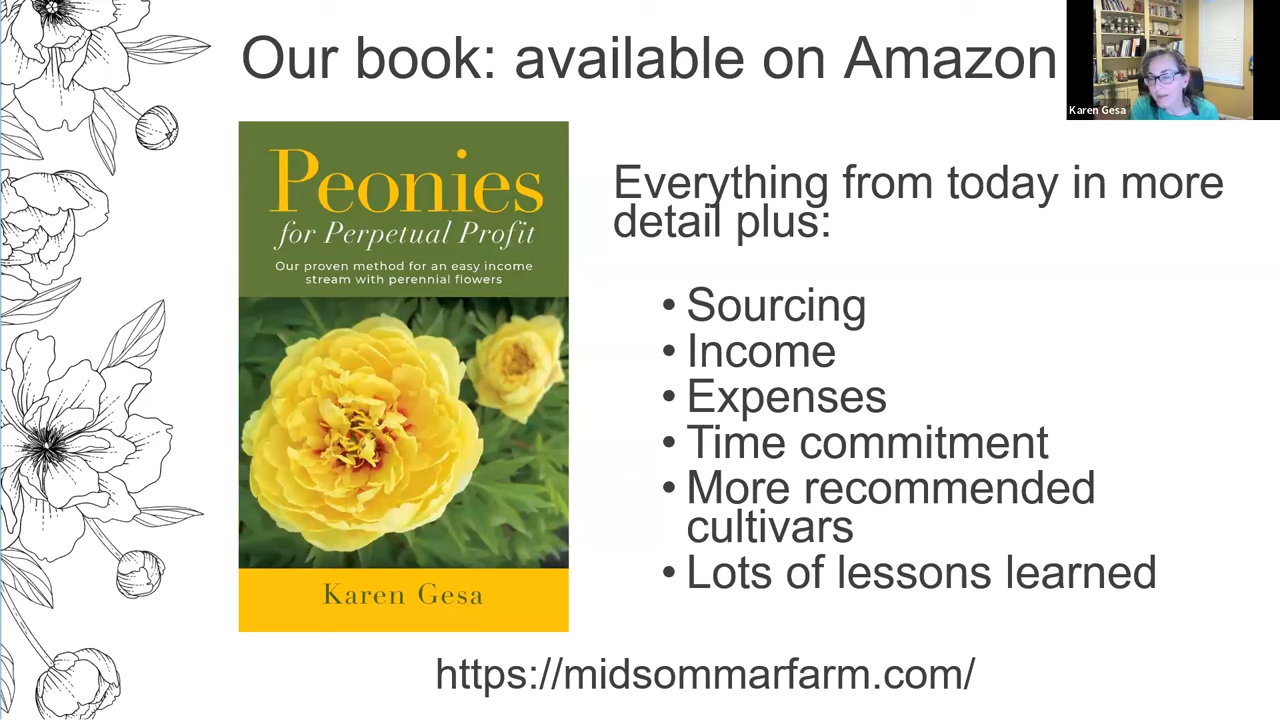 Our book: available on Amazon
Karen Gesa
Peonies
for Perpetual Profit
Our proven method for an easy income
stream with perennial flowers
Karen Gesa
Everything from today in more
detail plus:
• Sourcing
• Income
• Expenses
• Time commitment
• More recommended
cultivars
• Lots of lessons learned
https://midsommarfarm.com/